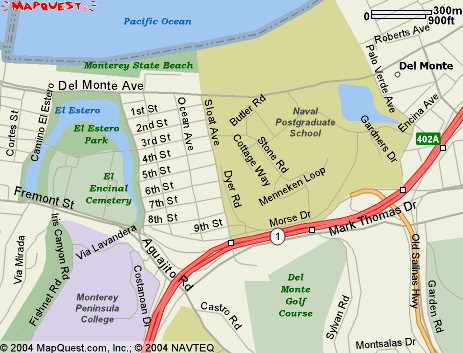 MAPQUEST
Pacific Ocean
300m
900ft
Roberts Ave
Monterey State Beach
Palo Verde Ave
Del Monte
Del Monte Ave
Cortes St
Camino El Estero
El Estero
El Estero
Park
1st St
2nd St
3rd St
4th St
5th St
6th St
7th St
8th St
9th St
Ocean Ave
Sloat Ave
Butler Rd
Stone Rd
Cottage Way
Naval
Postgraduate
School
Gardners Dr
Encina Ave
402A
El
Encinal
Cemetery
Dyer Rd
Menneken Loop
Fremont St
Morse Dr
Mark Thomas Dr
1
Iris Canyon Rd
Via Lavandera
Aguajito Rd
Via Mirada
Fishnet Rd
Monterey
Peninsula
College
Costanoan Dr
Castro Rd
Del
Monte
Golf
Course
Sylvan Rd
Old Salinas Hwy
Garden Rd
Montsalas Dr
© 2004 MapQuest.com, Inc.; © 2004 NAVTEQ